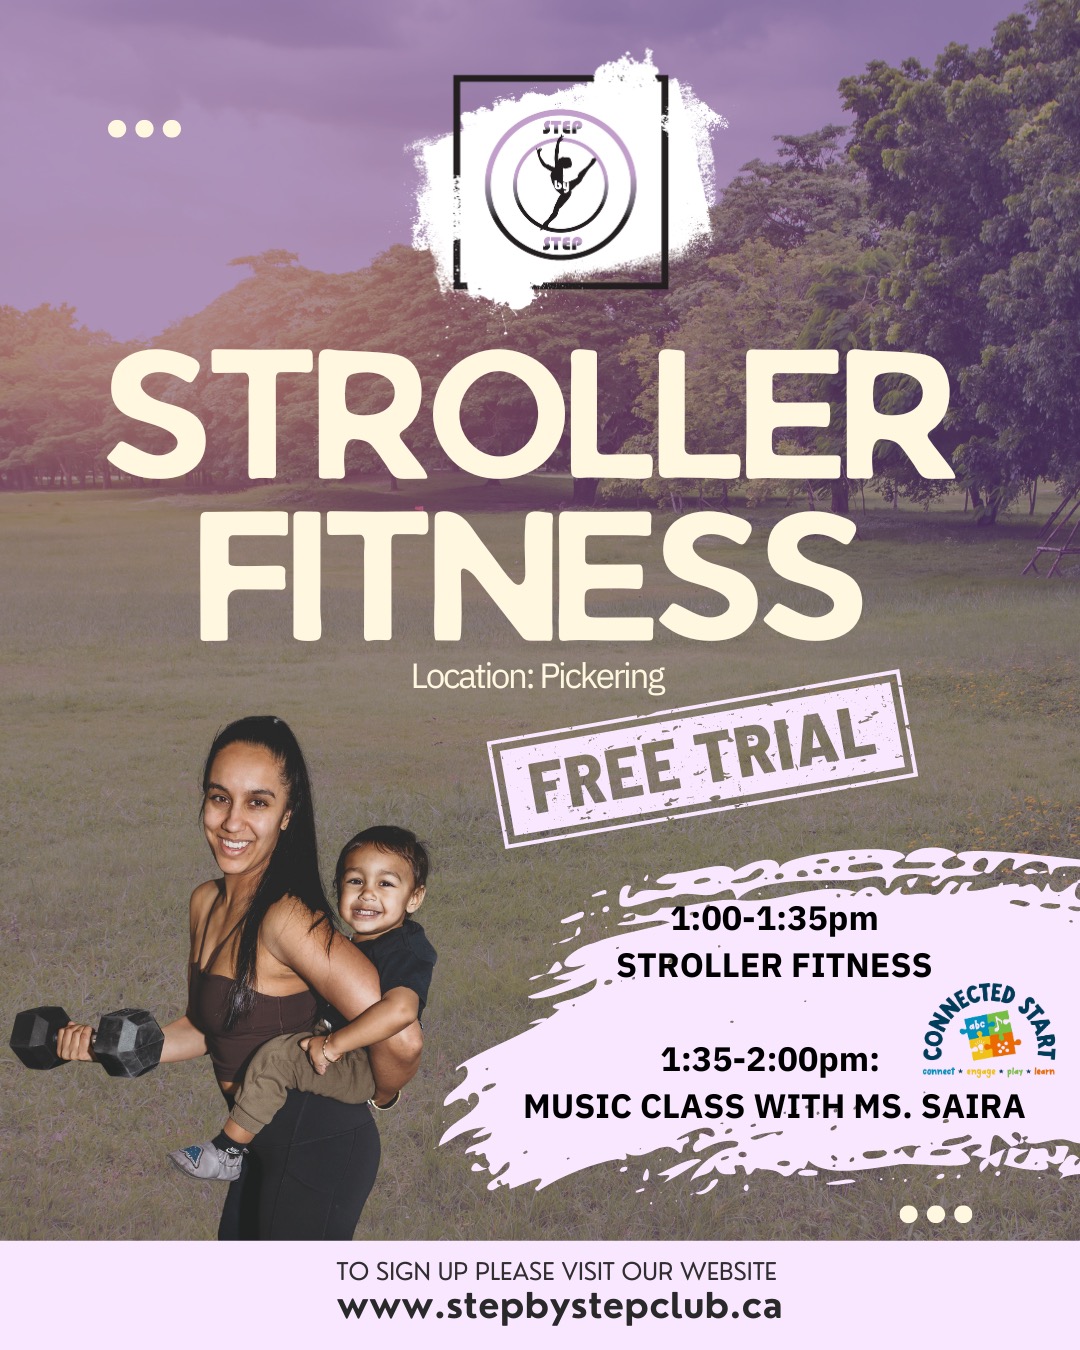 STEP
by
STEP
STROLLER
FITNESS
Location: Pickering
FREE TRIAL
1:00-1:35pm
STROLLER FITNESS
CONNECTED START
abc
connect ★ engage ★ play ★ learn
1:35-2:00pm:
MUSIC CLASS WITH MS. SAIRA
TO SIGN UP PLEASE VISIT OUR WEBSITE
www.stepbystepclub.ca